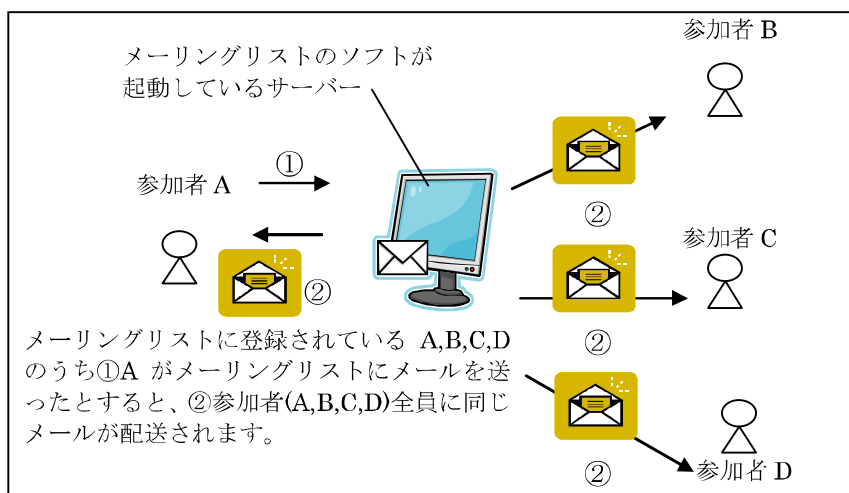 参加者 B
メーリングリストのソフトが
起動しているサーバー
①
参加者 A
②
参加者 C
②
②
メーリングリストに登録されている A,B,C,D
のうち①A がメーリングリストにメールを送
ったとすると、②参加者(A,B,C,D)全員に同じ
メールが配送されます。
②
参加者 D